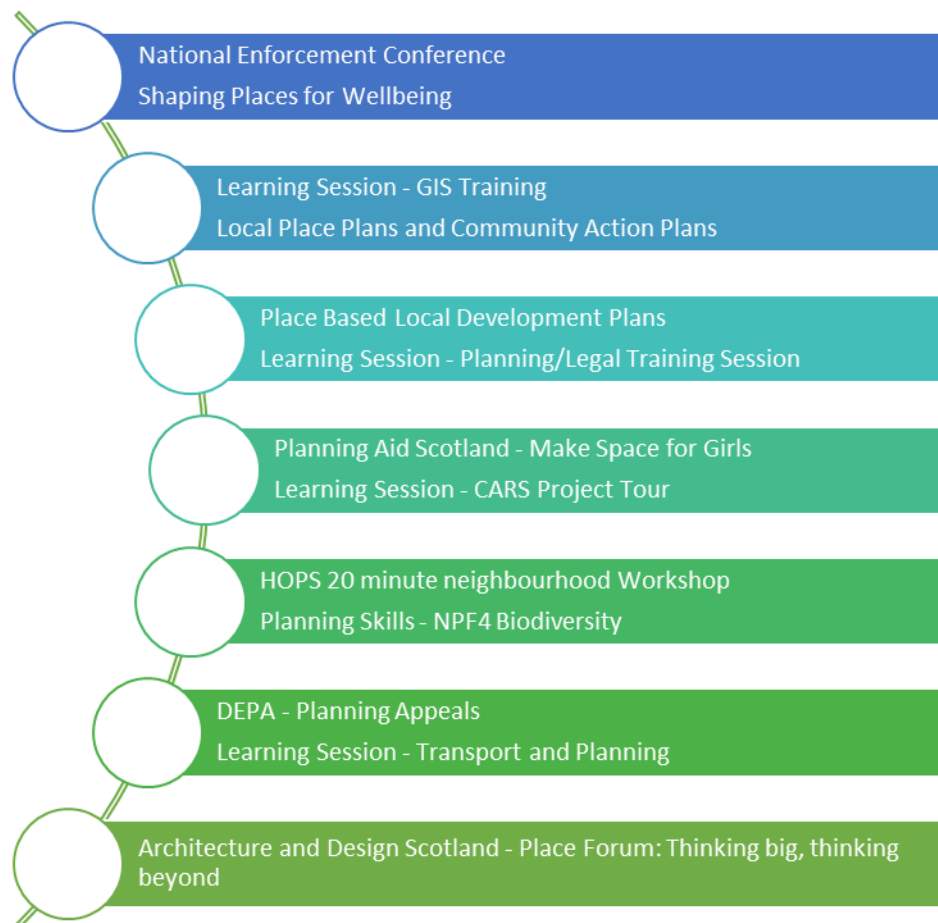 National Enforcement Conference
Shaping Places for Wellbeing
Learning Session - GIS Training
Local Place Plans and Community Action Plans
Place Based Local Development Plans
Learning Session - Planning/Legal Training Session
Planning Aid Scotland - Make Space for Girls
Learning Session - CARS Project Tour
HOPS 20 minute neighbourhood Workshop
Planning Skills - NPF4 Biodiversity
DEPA - Planning Appeals
Learning Session - Transport and Planning
Architecture and Design Scotland - Place Forum: Thinking big, thinking
beyond